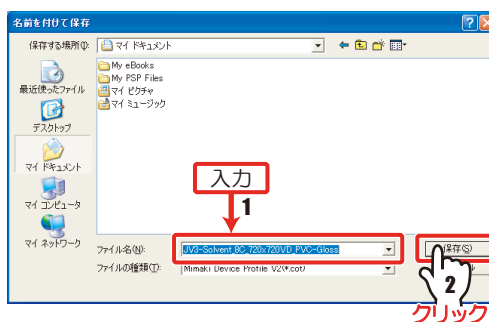 名前を付けて保存
保存する場所(I):
マイ ドキュメント
My eBooks
My PSP Files
マイ ピクチャ
マイ ミュージック
最近使ったファイル
デスクトップ
マイ ドキュメント
マイ コンピュータ
マイ ネットワーク
入力
1
ファイル名(N):
JV3-Solvent 8C 720x720VD PVC-Gloss
保存(S)
ファイルの種類(T):
Mimaki Device Profile V2(*.cot)
2
クリック